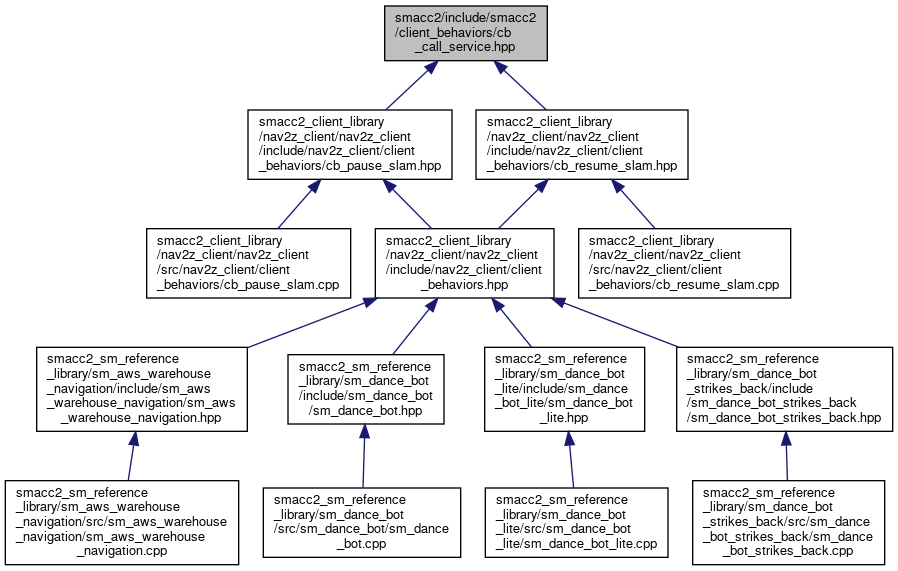 smacc2/include/smacc2
/client_behaviors/cb
_call_service.hpp
smacc2_client_library
/nav2z_client/nav2z_client
/include/nav2z_client/client
_behaviors/cb_pause_slam.hpp
smacc2_client_library
/nav2z_client/nav2z_client
/include/nav2z_client/client
_behaviors/cb_resume_slam.hpp
smacc2_client_library
/nav2z_client/nav2z_client
/src/nav2z_client/client
_behaviors/cb_pause_slam.cpp
smacc2_client_library
/nav2z_client/nav2z_client
/include/nav2z_client/client
_behaviors.hpp
smacc2_client_library
/nav2z_client/nav2z_client
/src/nav2z_client/client
_behaviors/cb_resume_slam.cpp
smacc2_sm_reference
_library/sm_aws_warehouse
_navigation/include/sm_aws
_warehouse_navigation/sm_aws
_warehouse_navigation.hpp
smacc2_sm_reference
_library/sm_dance_bot
/include/sm_dance_bot
/sm_dance_bot.hpp
smacc2_sm_reference
_library/sm_dance_bot
_lite/include/sm_dance
_bot_lite/sm_dance_bot
_lite.hpp
smacc2_sm_reference
_library/sm_dance_bot
_strikes_back/include
/sm_dance_bot_strikes_back
/sm_dance_bot_strikes_back.hpp
smacc2_sm_reference
_library/sm_aws_warehouse
_navigation/src/sm_aws_warehouse
_navigation/sm_aws_warehouse
_navigation.cpp
smacc2_sm_reference
_library/sm_dance_bot
/src/sm_dance_bot/sm_dance
_bot.cpp
smacc2_sm_reference
_library/sm_dance_bot
_lite/src/sm_dance_bot
_lite/sm_dance_bot_lite.cpp
smacc2_sm_reference
_library/sm_dance_bot
_strikes_back/src/sm_dance
_bot_strikes_back/sm_dance
_bot_strikes_back.cpp